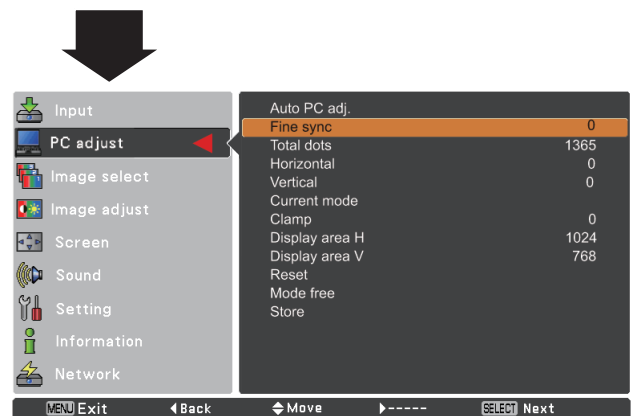 Input
PC adjust
Image select
Image adjust
Screen
Sound
Setting
Information
Network
Auto PC adj.
Fine sync 0
Total dots 1365
Horizontal 0
Vertical 0
Current mode
Clamp 0
Display area H 1024
Display area V 768
Reset
Mode free
Store
MENU Exit ◀Back ◆Move ▶----- SELECT Next